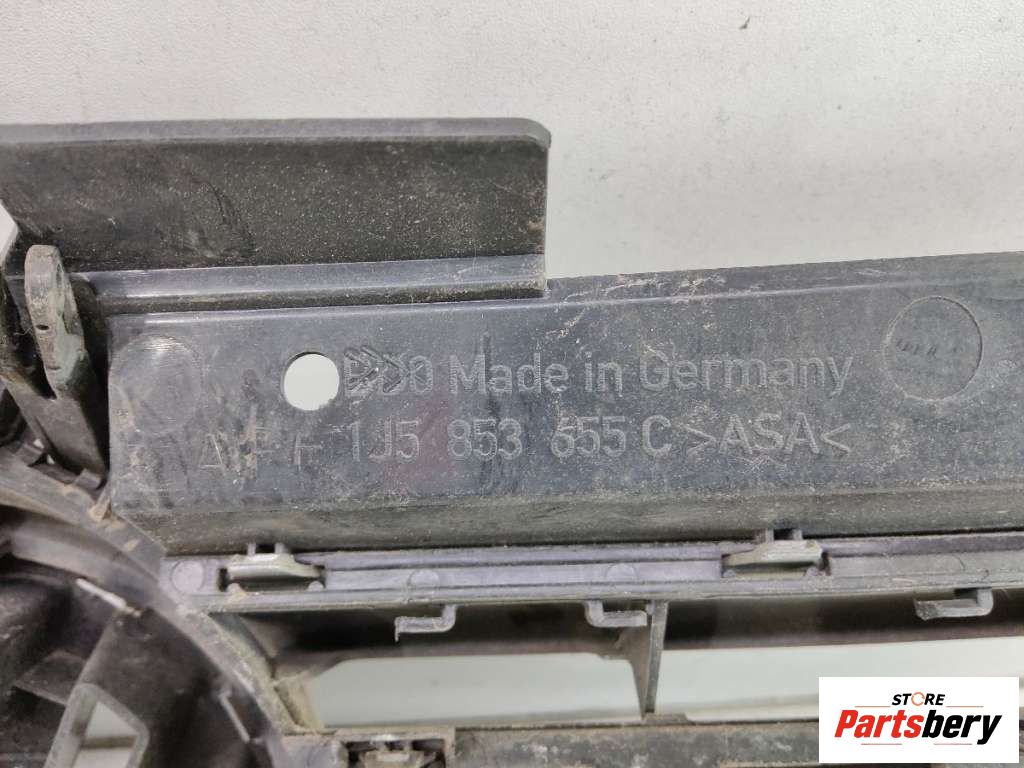 Made in Germany
1J5 853 655 C >ASA<
STORE
Partsbery